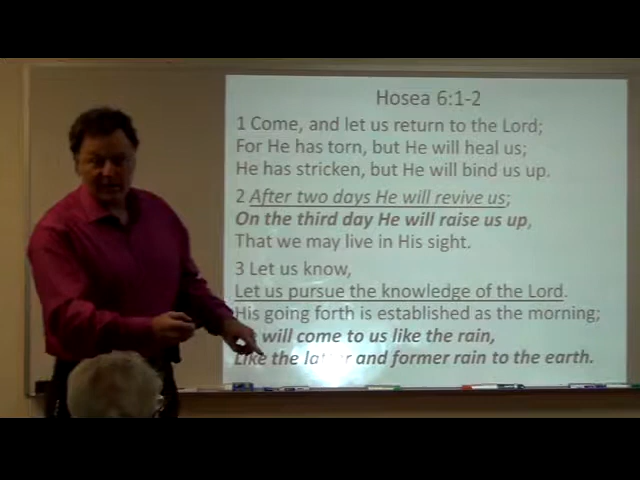 Hosea 6:1-2
1 Come, and let us return to the Lord;
For He has torn, but He will heal us;
He has stricken, but He will bind us up.
2 After two days He will revive us;
On the third day He will raise us up,
That we may live in His sight.
3 Let us know,
Let us pursue the knowledge of the Lord.
His going forth is established as the morning;
will come to us like the rain,
Like the latter and former rain to the earth.